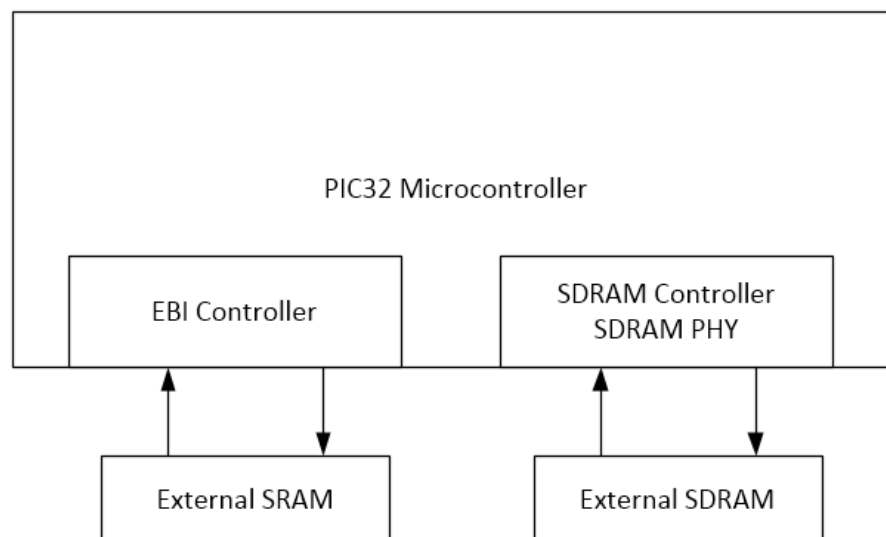 PIC32 Microcontroller
EBI Controller
SDRAM Controller
SDRAM PHY
External SRAM
External SDRAM